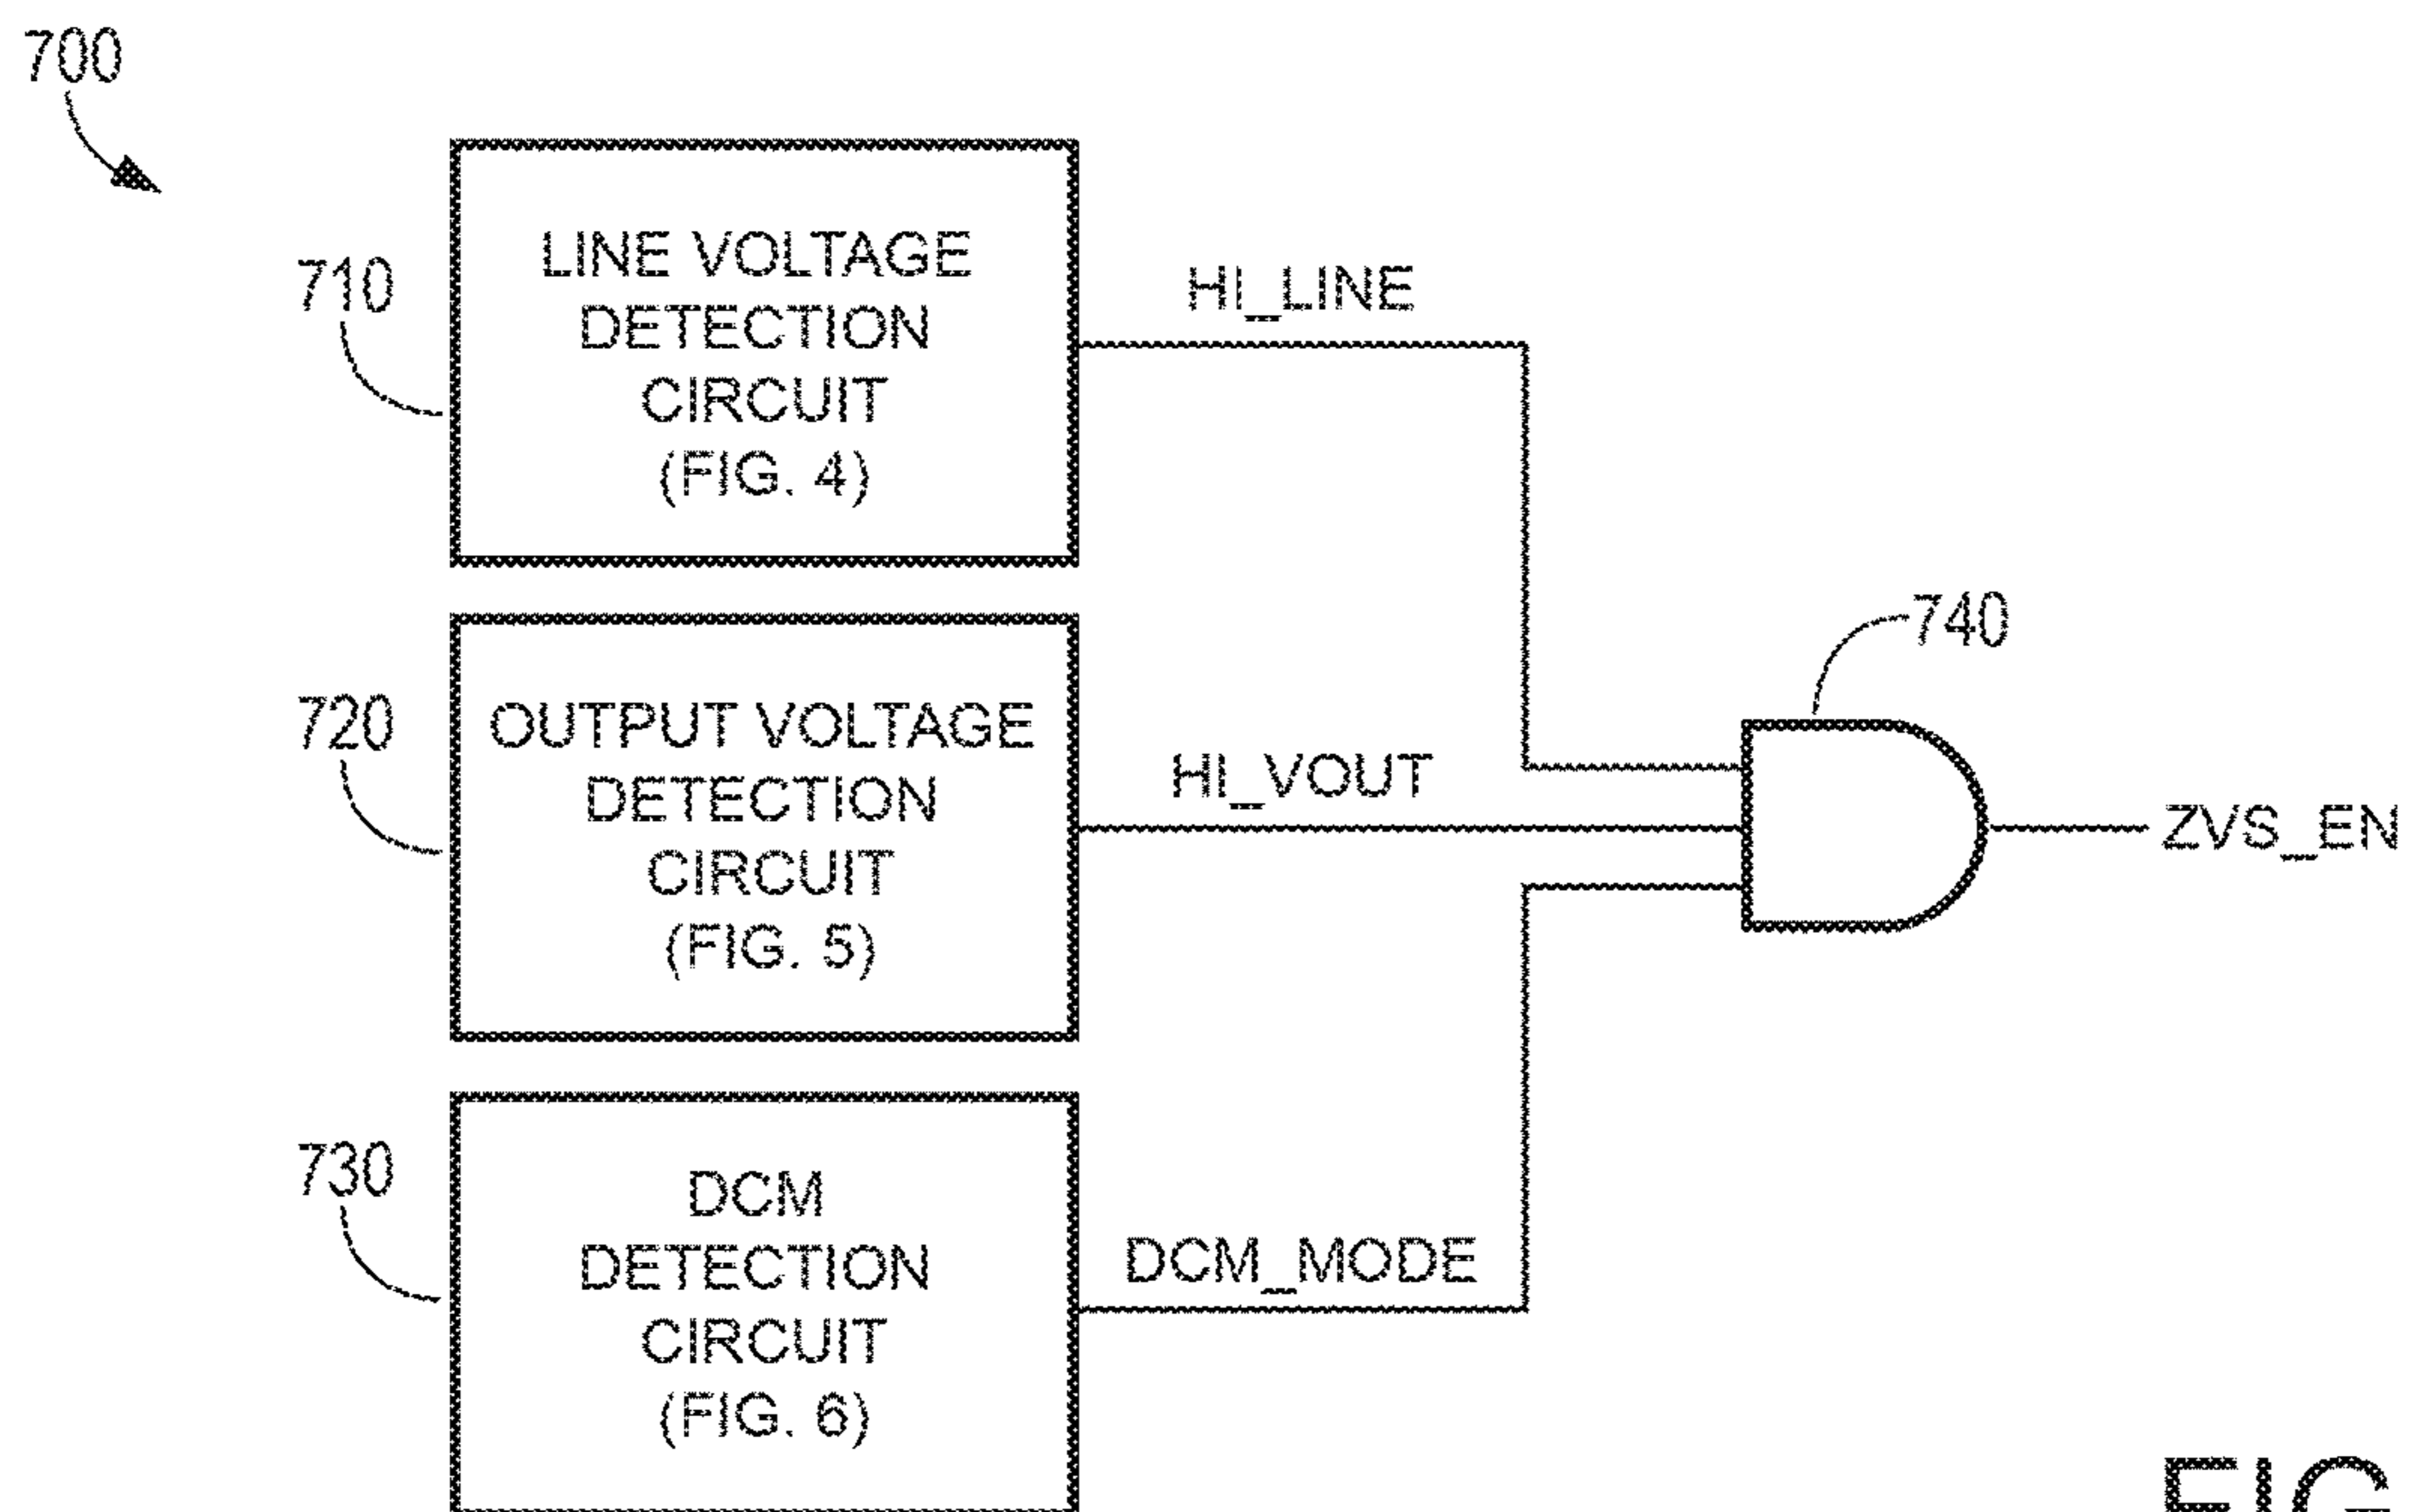 700
710
LINE VOLTAGE
DETECTION
CIRCUIT
(FIG. 4)
HI_LINE
720
OUTPUT VOLTAGE
DETECTION
CIRCUIT
(FIG. 5)
HI_VOUT
740
ZVS_EN
730
DCM
DETECTION
CIRCUIT
(FIG. 6)
DCM_MODE